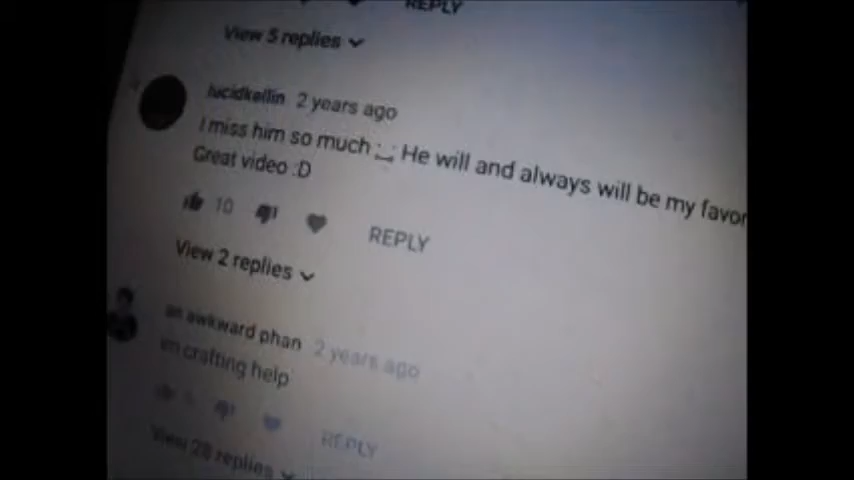 REPLY
View 5 replies
lucidkellin 2 years ago
I miss him so much ;_; He will and always will be my favor
Great video :D
10 REPLY
View 2 replies
an awkward phan 2 years ago
im crafting help
REPLY
View 28 replies